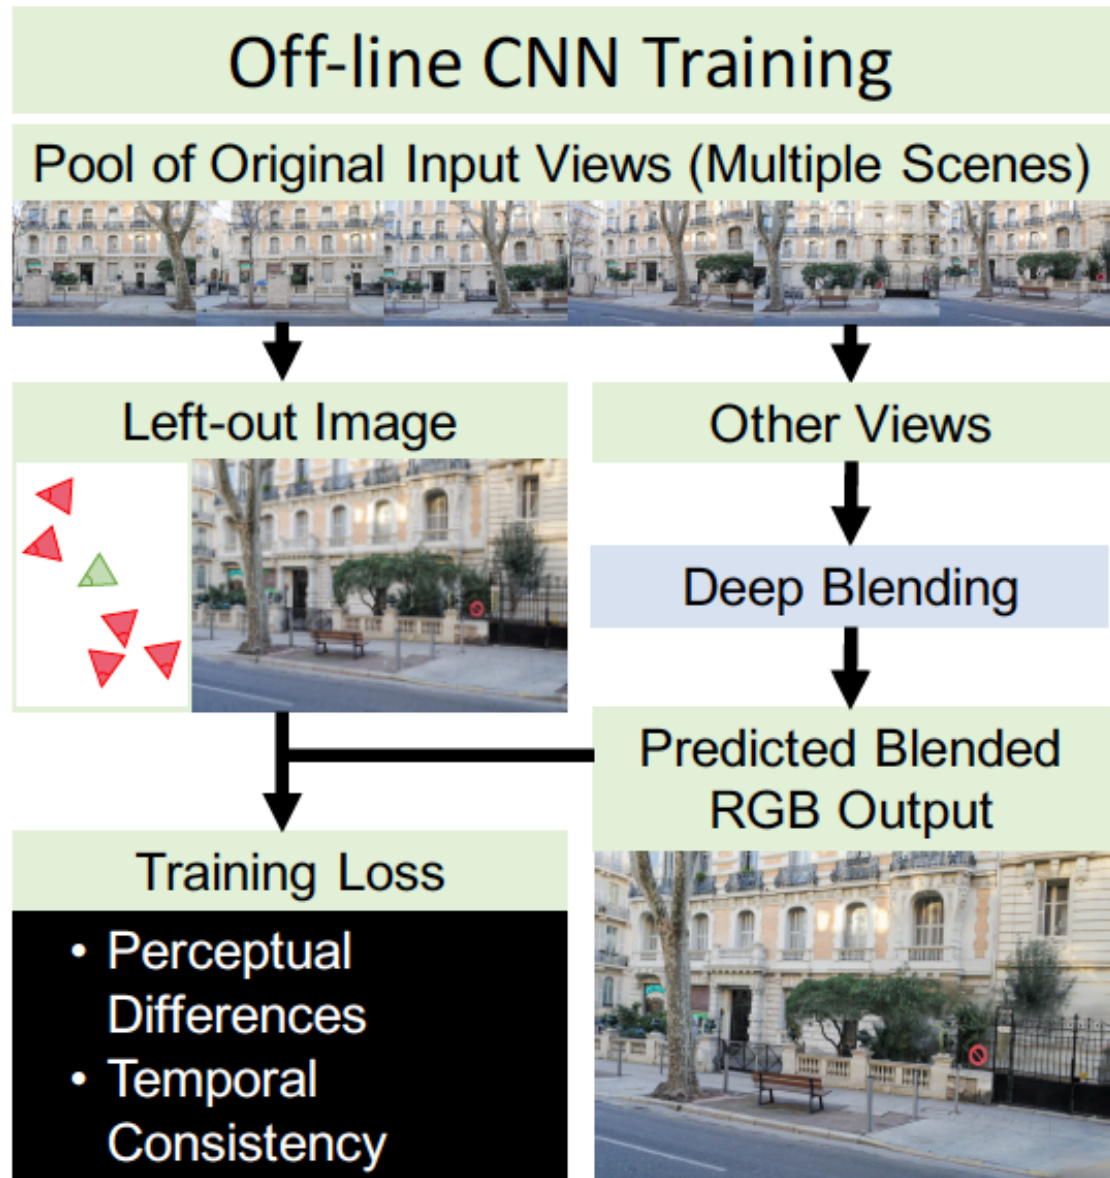 Off-line CNN Training
Pool of Original Input Views (Multiple Scenes)
Left-out Image
Other Views
Deep Blending
Predicted Blended
RGB Output
Training Loss
• Perceptual
Differences
• Temporal
Consistency